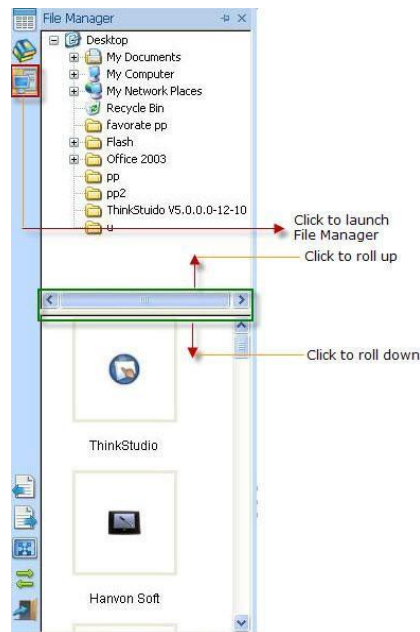 File Manager
Desktop
My Documents
My Computer
My Network Places
Recycle Bin
favorate pp
Flash
Office 2003
pp
pp2
ThinkStuido V5.0.0.0-12-10
u
Click to launch
File Manager
Click to roll up
Click to roll down
ThinkStudio
Hanvon Soft